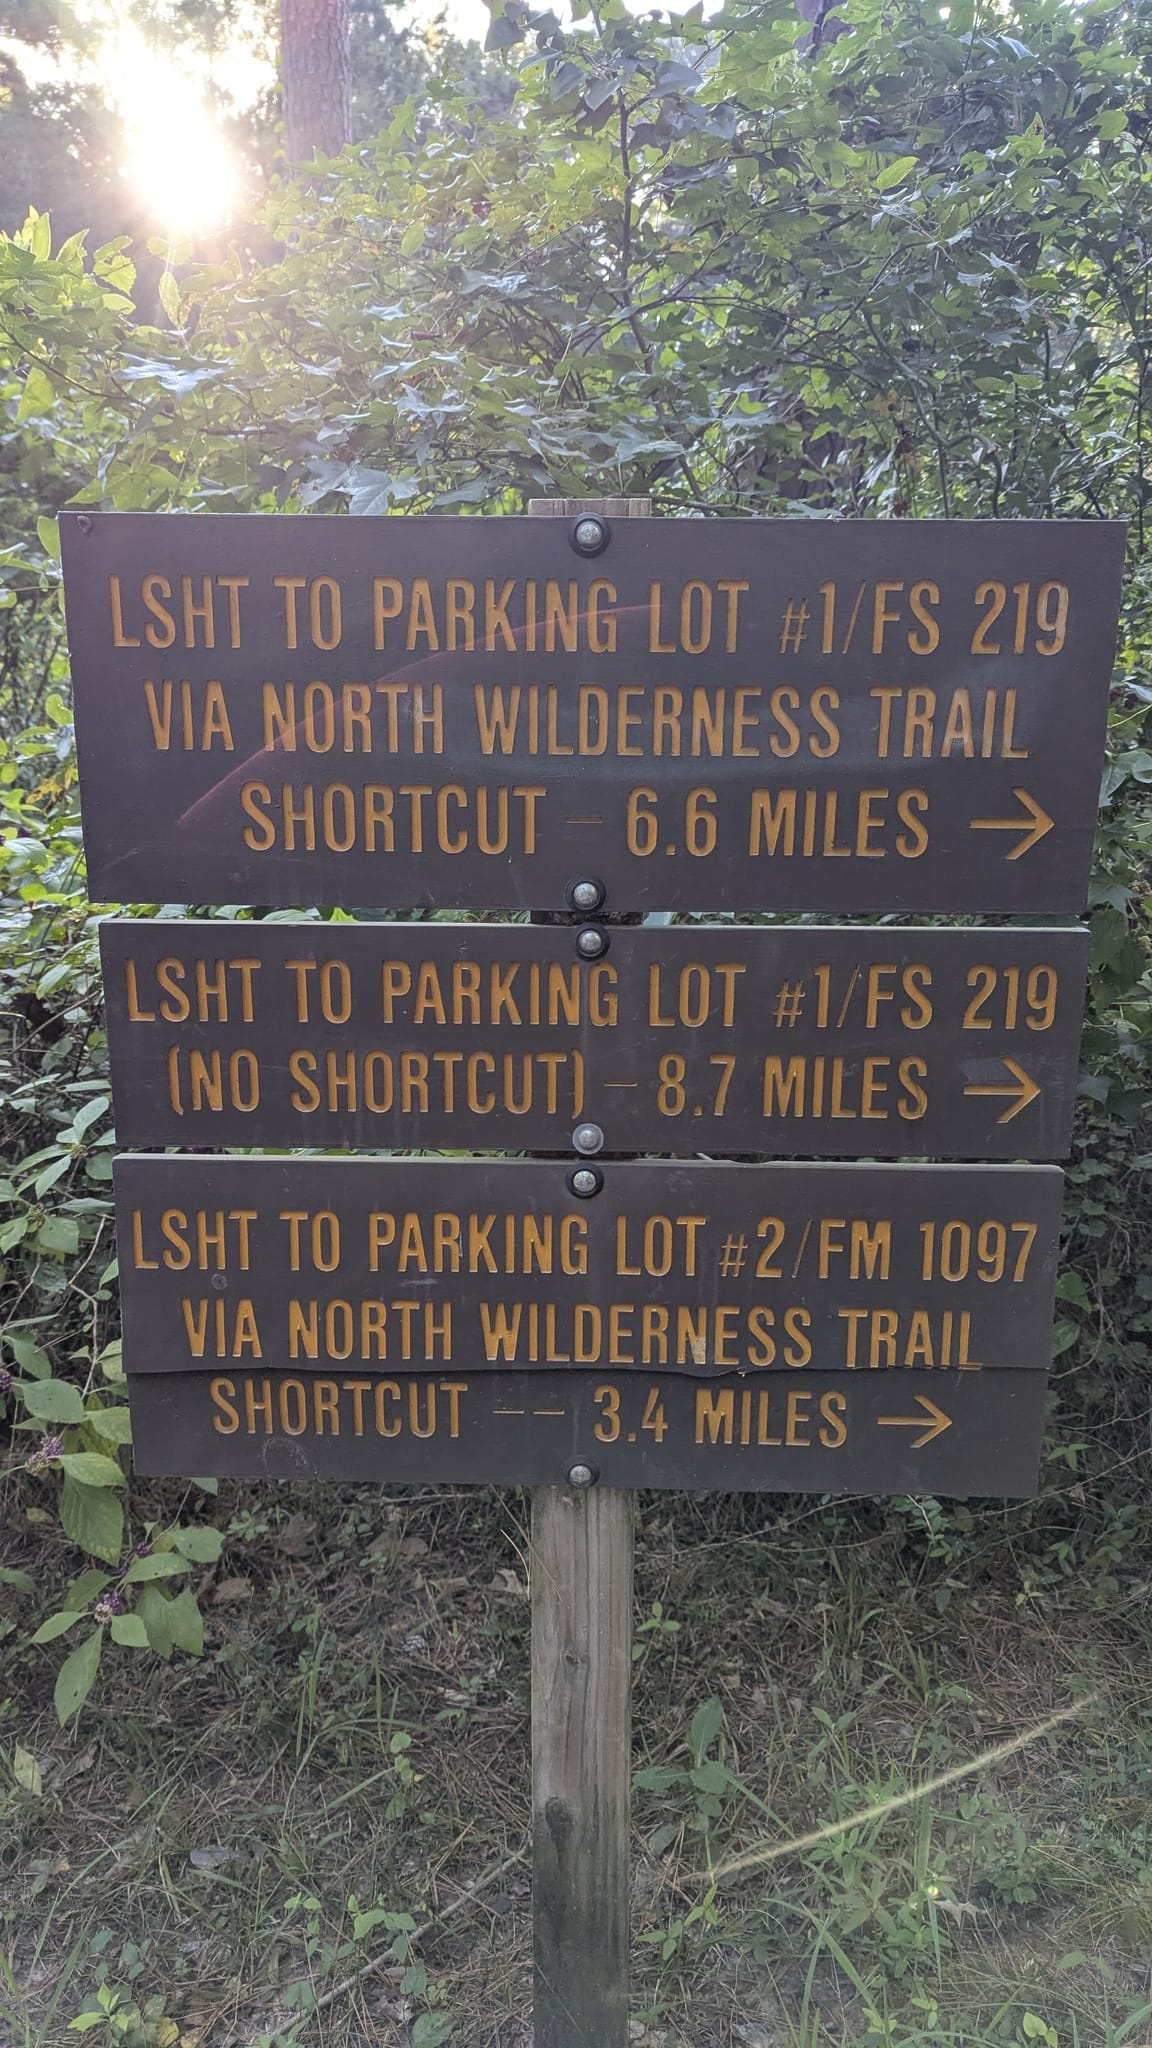 LSHT TO PARKING LOT #1/FS 219
VIA NORTH WILDERNESS TRAIL
SHORTCUT – 6.6 MILES →
LSHT TO PARKING LOT #1/FS 219
(NO SHORTCUT) – 8.7 MILES →
LSHT TO PARKING LOT #2/FM 1097
VIA NORTH WILDERNESS TRAIL
SHORTCUT -- 3.4 MILES →